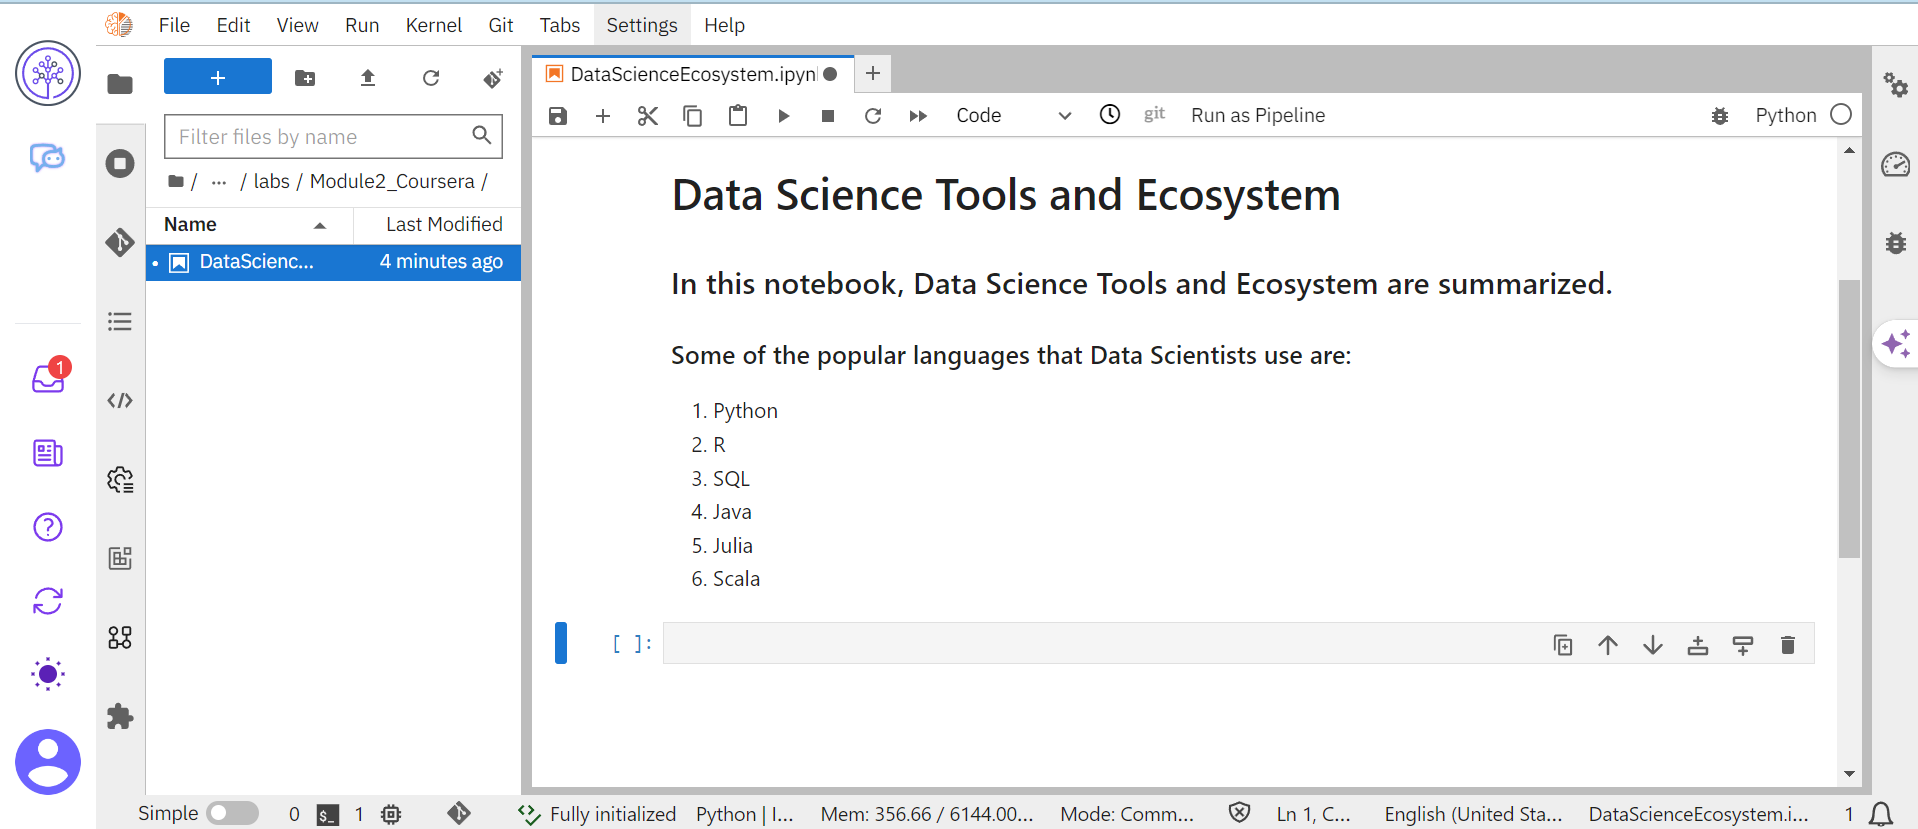 File Edit View Run Kernel Git Tabs Settings Help
+
Filter files by name
/ ... / labs / Module2_Coursera /
Name Last Modified
DataScienc... 4 minutes ago
1
DataScienceEcosystem.ipyn
Code git Run as Pipeline Python
Data Science Tools and Ecosystem
In this notebook, Data Science Tools and Ecosystem are summarized.
Some of the popular languages that Data Scientists use are:
1. Python
2. R
3. SQL
4. Java
5. Julia
6. Scala
[ ]:
Simple 0 $_ 1 Fully initialized Python | I... Mem: 356.66 / 6144.00... Mode: Comm... Ln 1, C... English (United Sta... DataScienceEcosystem.i... 1